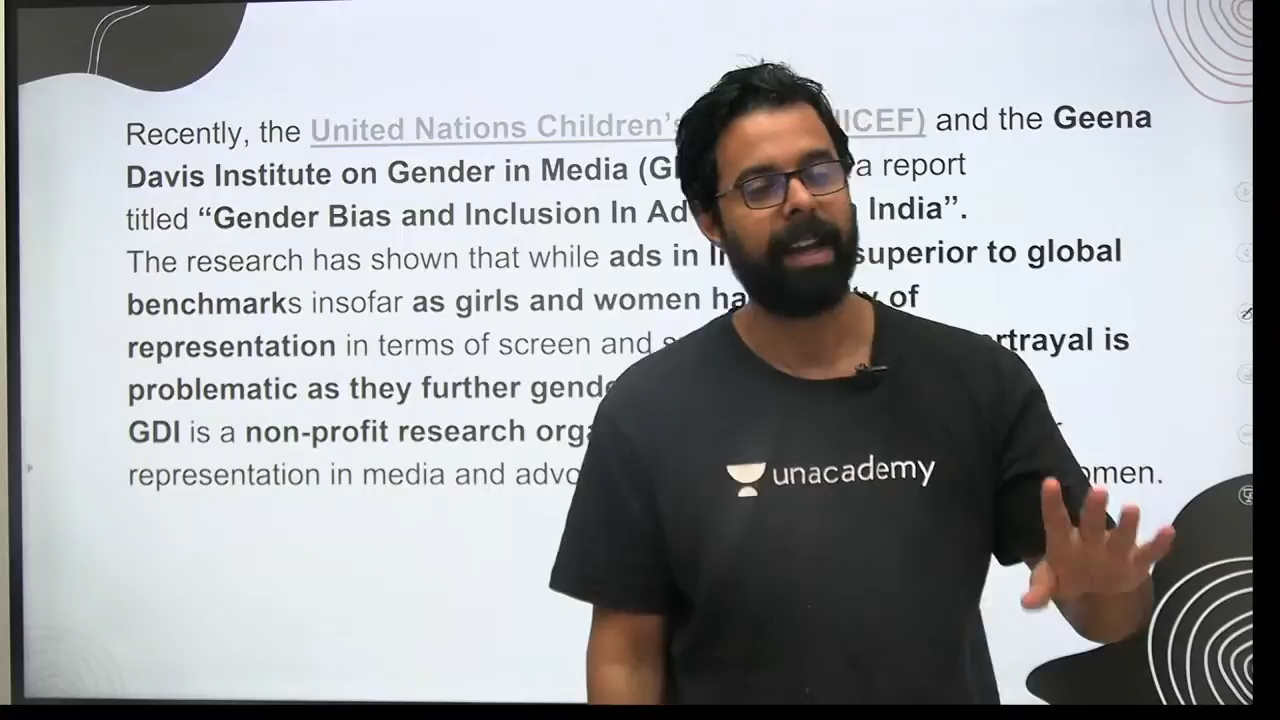 Recently, the United Nations Children's ICEF) and the Geena
Davis Institute on Gender in Media (G a report
titled “Gender Bias and Inclusion In Ad India”.
The research has shown that while ads in superior to global
benchmarks insofar as girls and women ha of
representation in terms of screen and rtrayal is
problematic as they further gend
GDI is a non-profit research orga
representation in media and advo omen.
unacademy